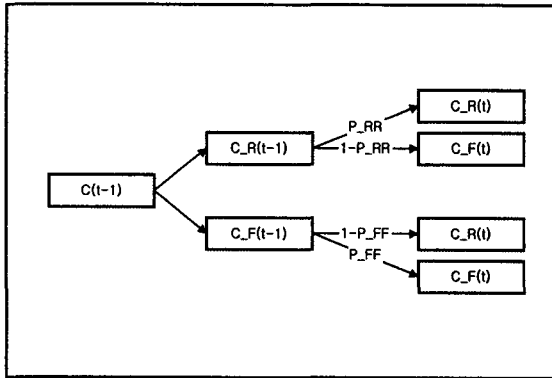 C_R(t)
P_RR
C_R(t-1)
1-P_RR
C_F(t)
C(t-1)
C_F(t-1)
1-P_FF
C_R(t)
P_FF
C_F(t)